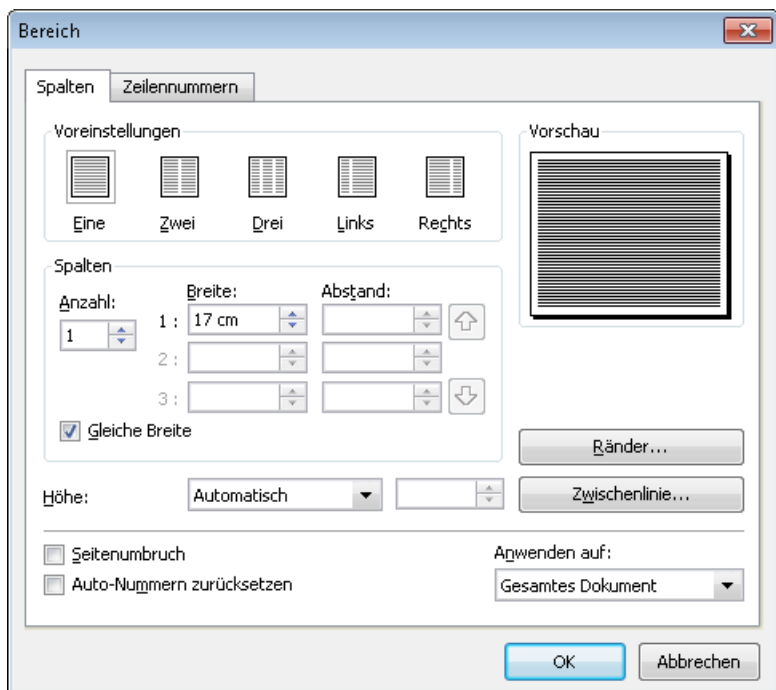 Bereich
Spalten Zeilennummern
Voreinstellungen
Eine Zwei Drei Links Rechts
Vorschau
Spalten
Anzahl: Breite: Abstand:
1 1 : 17 cm
2 :
3 :
Gleiche Breite
Ränder...
Höhe: Automatisch Zwischenlinie...
Seitenumbruch Anwenden auf:
Auto-Nummern zurücksetzen Gesamtes Dokument
OK Abbrechen